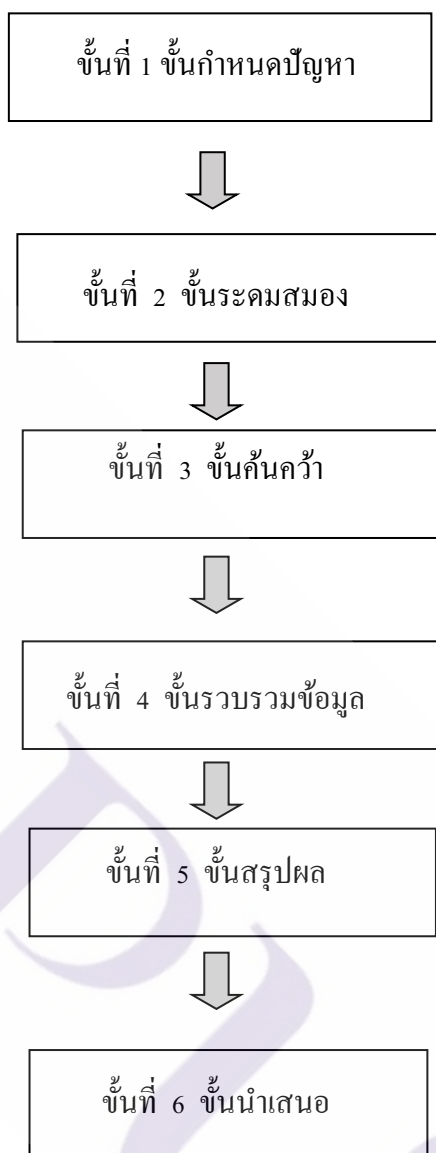 ขั้นที่ 1 ขั้นกำหนดปัญหา
ขั้นที่ 2 ขั้นระดมสมอง
ขั้นที่ 3 ขั้นค้นคว้า
ขั้นที่ 4 ขั้นรวบรวมข้อมูล
ขั้นที่ 5 ขั้นสรุปผล
ขั้นที่ 6 ขั้นนำเสนอ